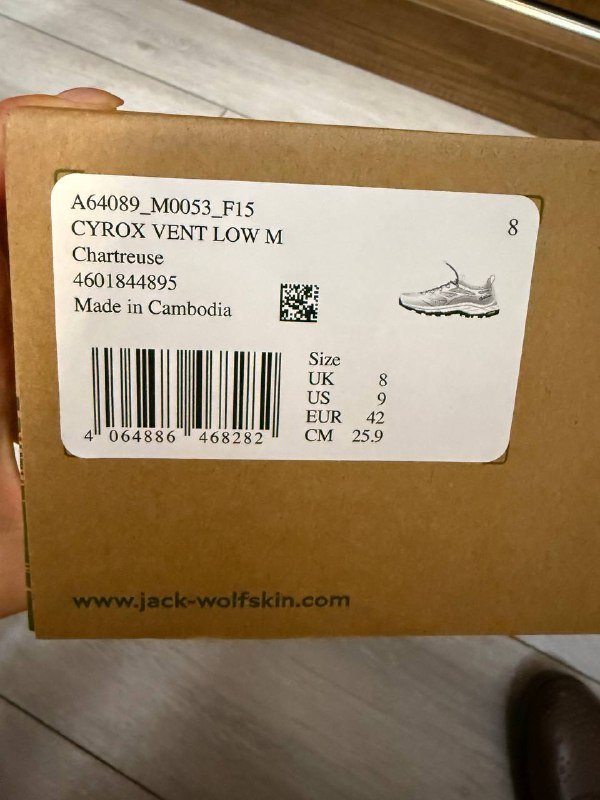 A64089_M0053_F15
CYROX VENT LOW M
8
Chartreuse
4601844895
Made in Cambodia
Size
UK 8
US 9
EUR 42
CM 25.9
4 064886 468282
www.jack-wolfskin.com